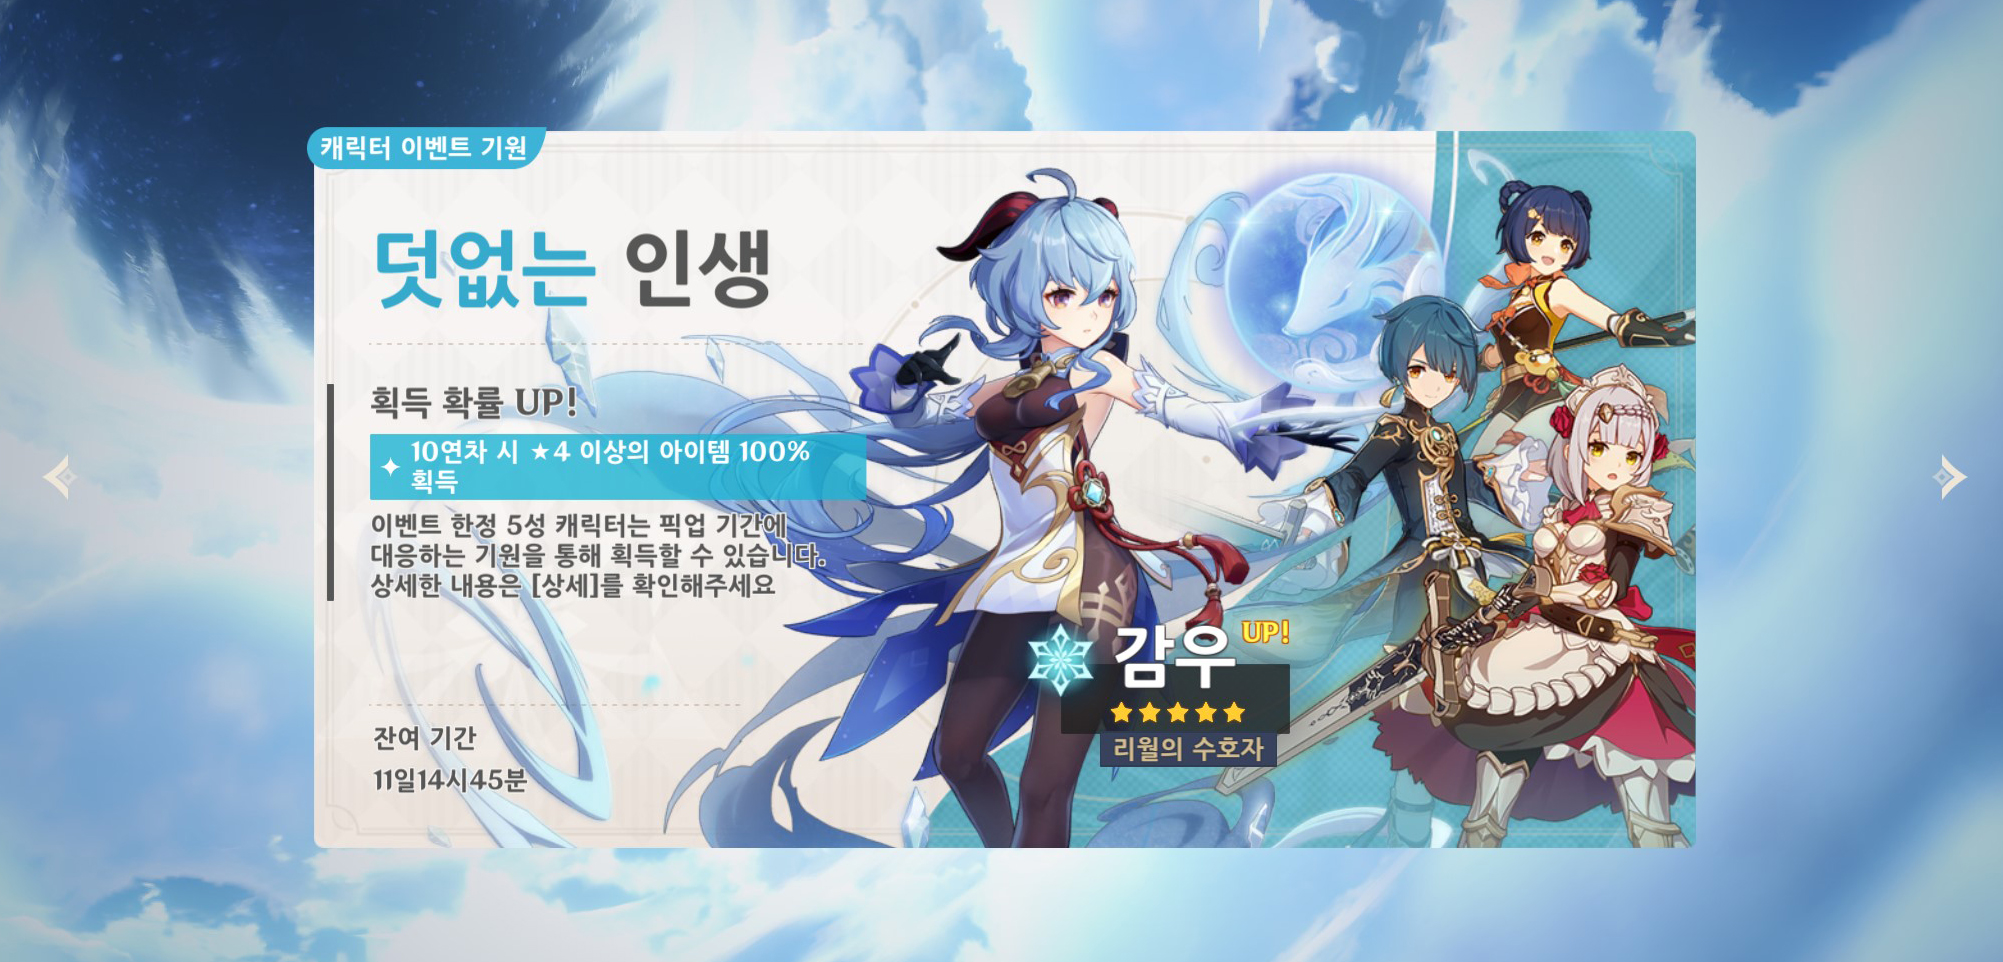 캐릭터 이벤트 기원
덧없는 인생
획득 확률 UP!
10연차 시 ★4 이상의 아이템 100%
획득
이벤트 한정 5성 캐릭터는 픽업 기간에
대응하는 기원을 통해 획득할 수 있습니다.
상세한 내용은 [상세]를 확인해주세요
잔여 기간
11일14시45분
감우 UP!
리월의 수호자